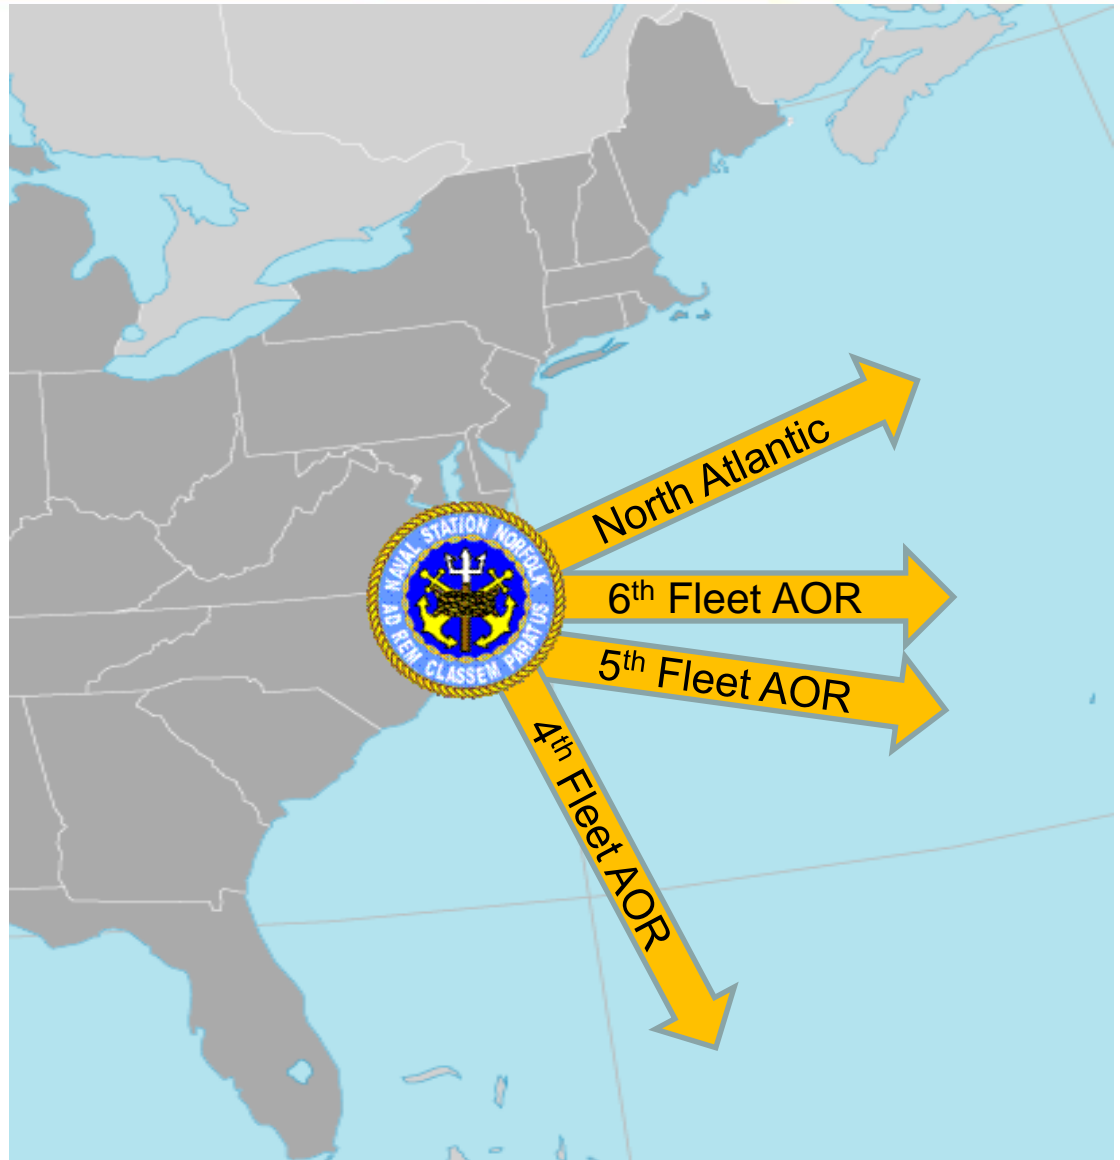 North Atlantic
NAVAL STATION NORFOLK
6th Fleet AOR
AD REM CLASSEM PARATUS
5th Fleet AOR
4th Fleet AOR